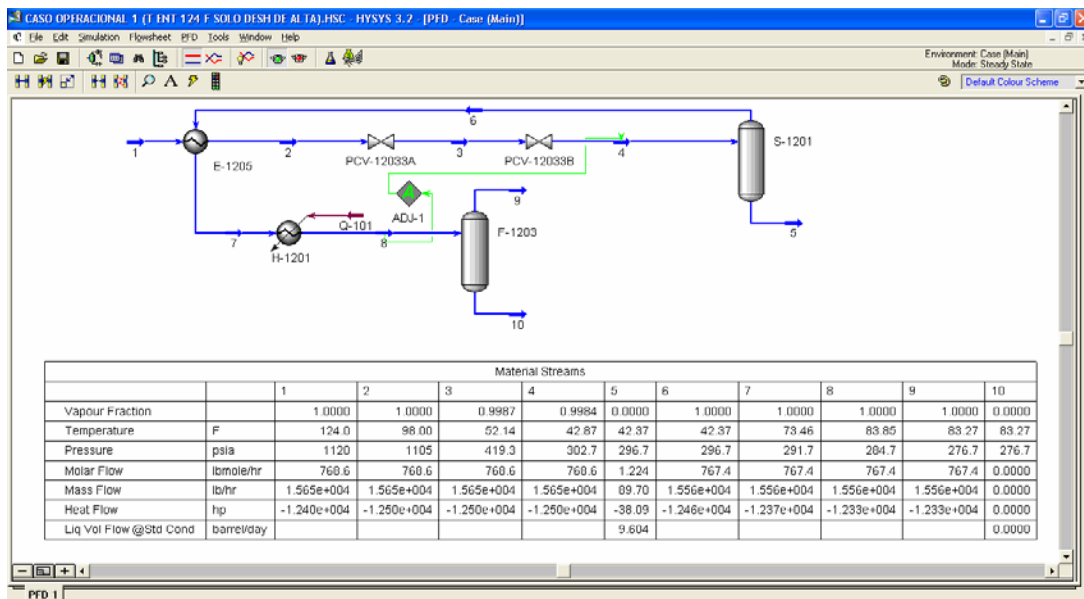 CASO OPERACIONAL 1 (T ENT 124 F SOLO DESH DE ALTA).HSC - HYSYS 3.2 - [PFD - Case (Main)]
File Edit Simulation Flowsheet PFD Tools Window Help
Environment: Case (Main)
Mode: Steady State
Default Colour Scheme
6
1 2 3 4
E-1205 PCV-12033A PCV-12033B S-1201
9
ADJ-1
Q-101 F-1203
7 8 5
H-1201
10
Material Streams
1 2 3 4 5 6 7 8 9 10
Vapour Fraction 1.0000 1.0000 0.9987 0.9984 0.0000 1.0000 1.0000 1.0000 1.0000 0.0000
Temperature F 124.0 98.00 52.14 42.87 42.37 42.37 73.46 83.85 83.27 83.27
Pressure psia 1120 1105 419.3 302.7 296.7 296.7 291.7 284.7 276.7 276.7
Molar Flow lbmole/hr 768.6 768.6 768.6 768.6 1.224 767.4 767.4 767.4 767.4 0.0000
Mass Flow lb/hr 1.565e+004 1.565e+004 1.565e+004 1.565e+004 89.70 1.556e+004 1.556e+004 1.556e+004 1.556e+004 0.0000
Heat Flow hp -1.240e+004 -1.250e+004 -1.250e+004 -1.250e+004 -38.09 -1.246e+004 -1.237e+004 -1.233e+004 -1.233e+004 0.0000
Liq Vol Flow @Std Cond barrel/day 9.604 0.0000
PFD 1